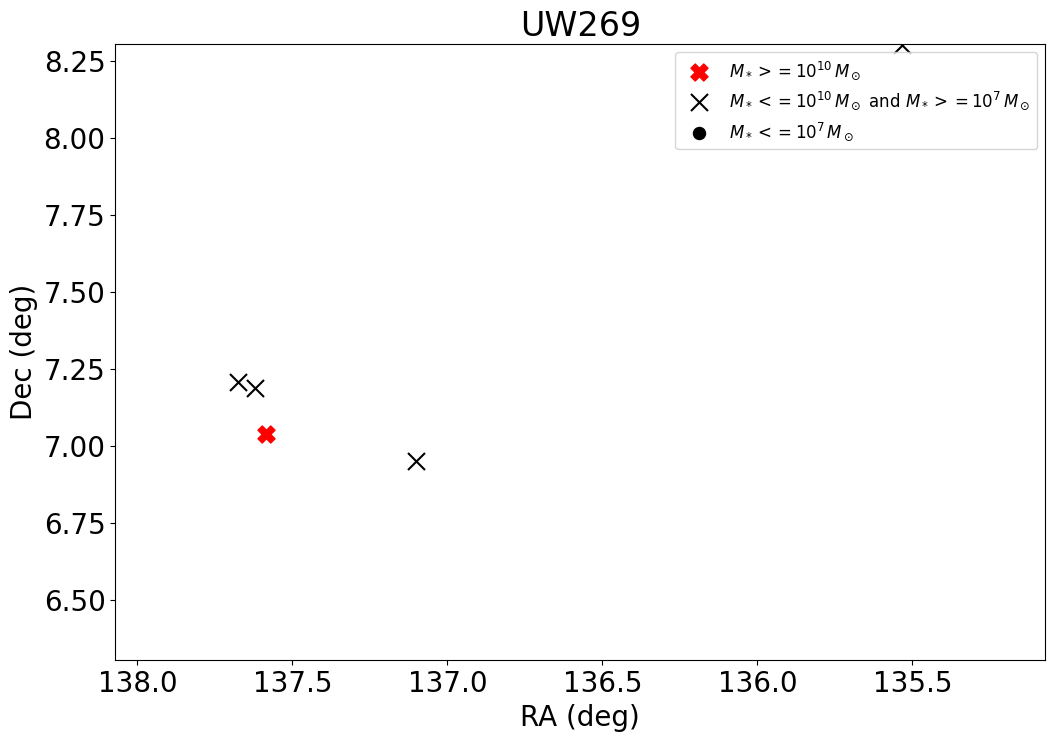 UW269
8.25
8.00
7.75
7.50
7.25
7.00
6.75
6.50
Dec (deg)
M* >= 10^10 M⊙
M* <= 10^10 M⊙ and M* >= 10^7 M⊙
M* <= 10^7 M⊙
138.0 137.5 137.0 136.5 136.0 135.5
RA (deg)